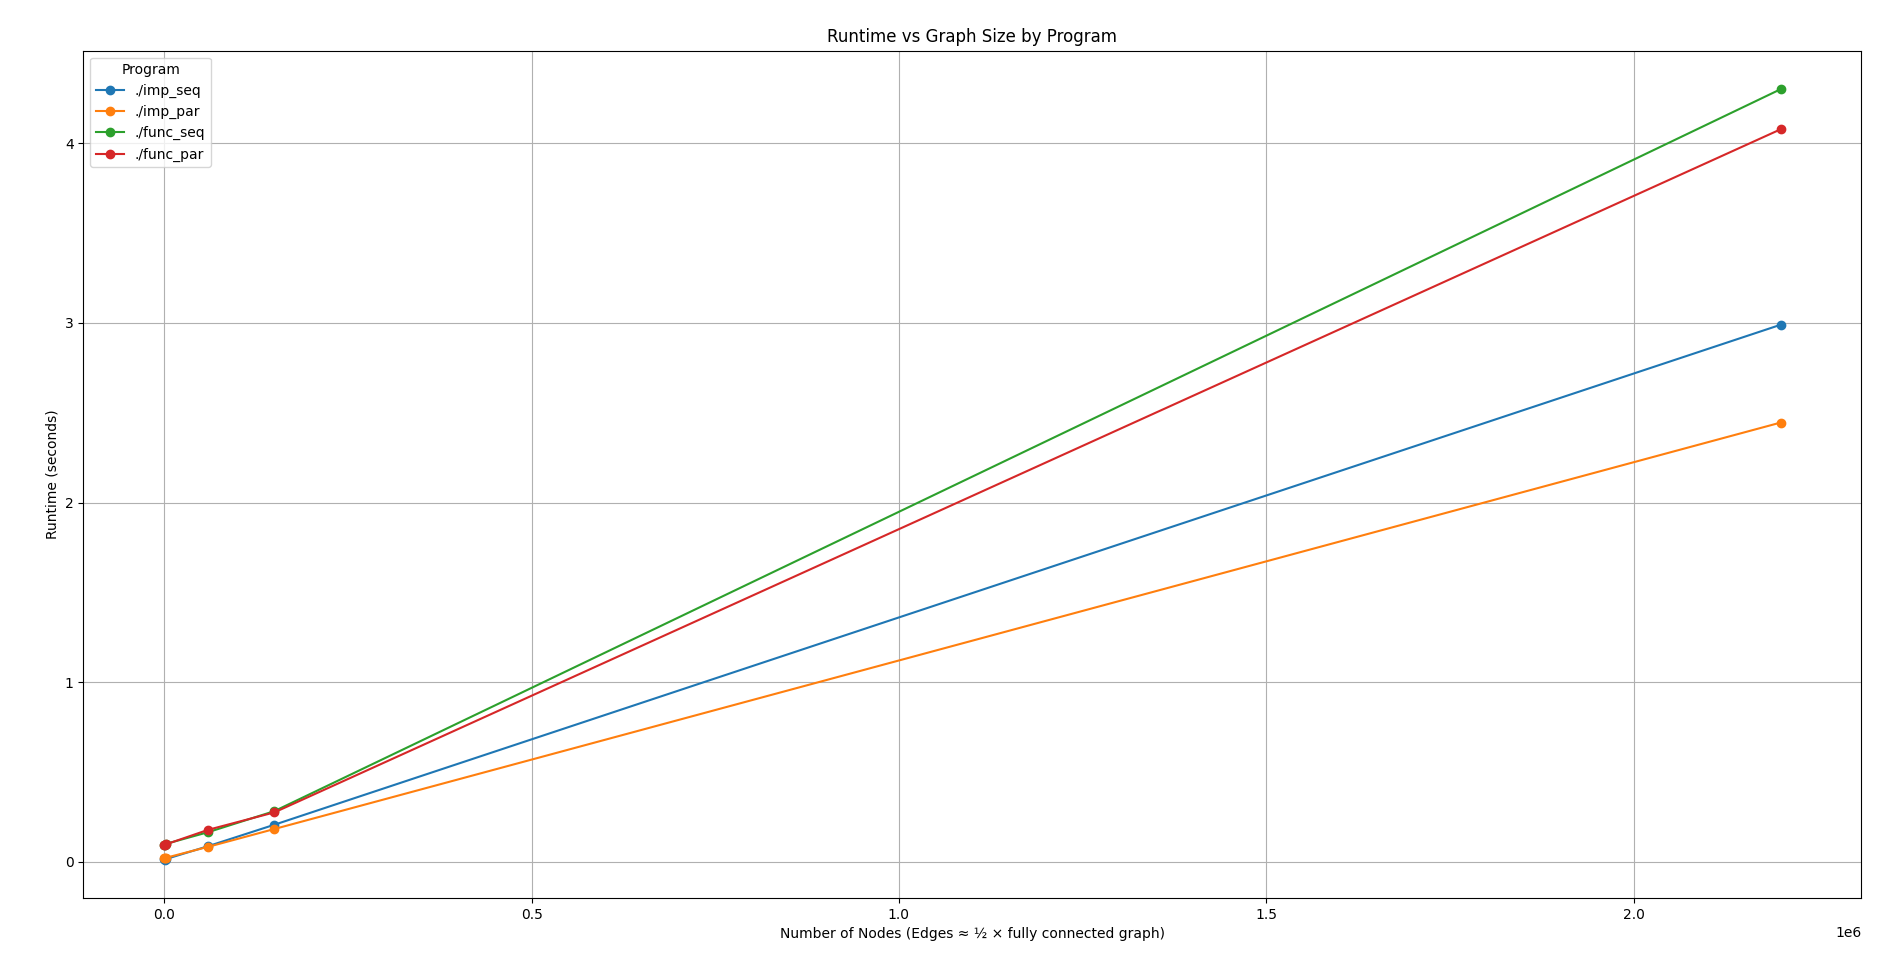 Runtime vs Graph Size by Program
Program
./imp_seq
./imp_par
./func_seq
./func_par
Runtime (seconds)
4
3
2
1
0
0.0 0.5 1.0 1.5 2.0
1e6
Number of Nodes (Edges ≈ ½ × fully connected graph)